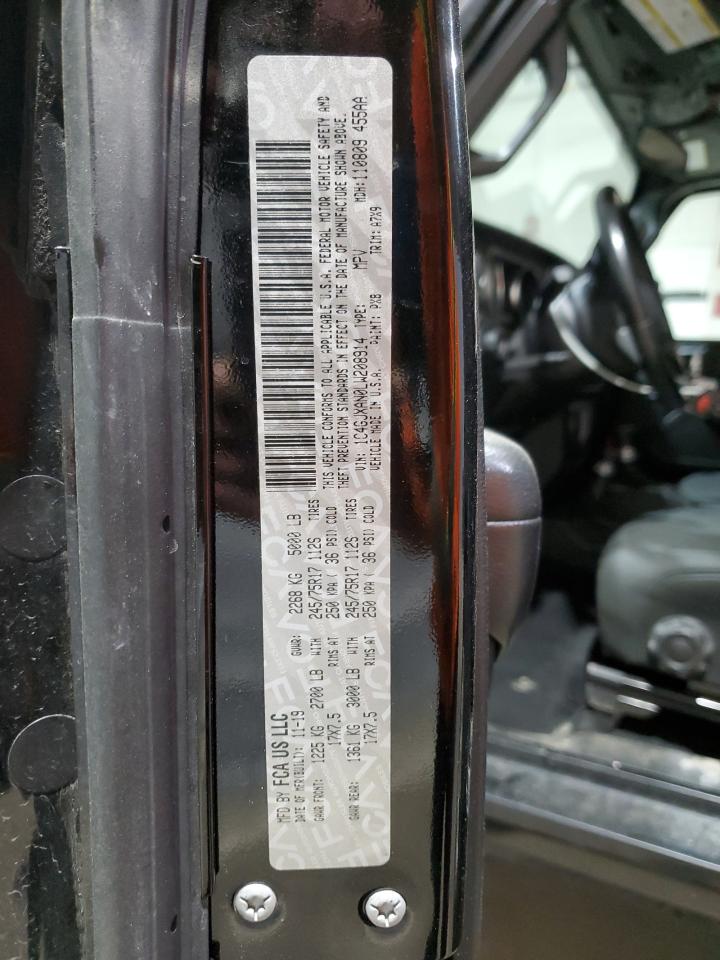 MFD BY FCA US LLC
DATE OF MFR(BUILT): 11-19 GVWR: 2268 KG 5000 LB
GAWR FRONT: 1225 KG 2700 LB WITH 245/75R17 112S TIRES
17X7.5 RIMS AT 250 KPA ( 36 PSI) COLD
GAWR REAR: 1361 KG 3000 LB WITH 245/75R17 112S TIRES
17X7.5 RIMS AT 250 KPA ( 36 PSI) COLD
THIS VEHICLE CONFORMS TO ALL APPLICABLE U.S.A. FEDERAL MOTOR VEHICLE SAFETY AND
THEFT PREVENTION STANDARDS IN EFFECT ON THE DATE OF MANUFACTURE SHOWN ABOVE.
VIN: 1C4GJXAN0LW208914 TYPE: MPV MDH: 110809 455AA
VEHICLE MADE IN U.S.A. PAINT: PX8 TRIM: A7X9